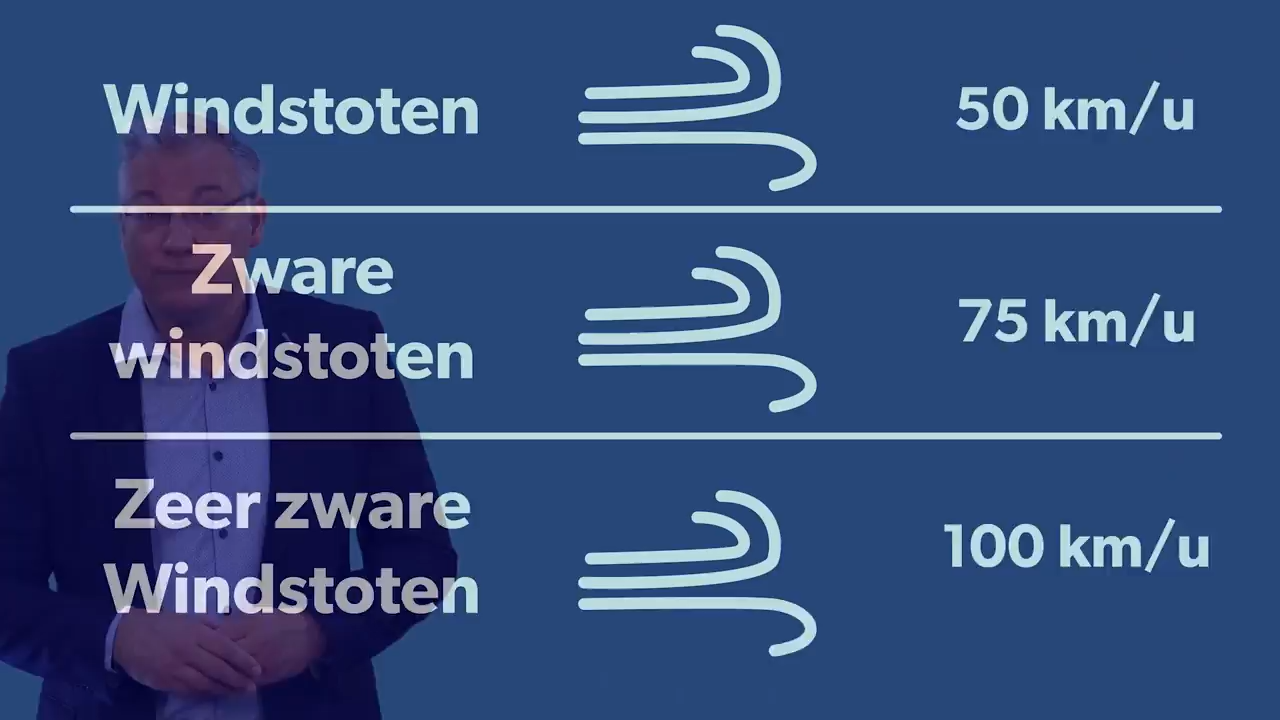 Windstoten
50 km/u
Zware
windstoten
75 km/u
Zeer zware
Windstoten
100 km/u